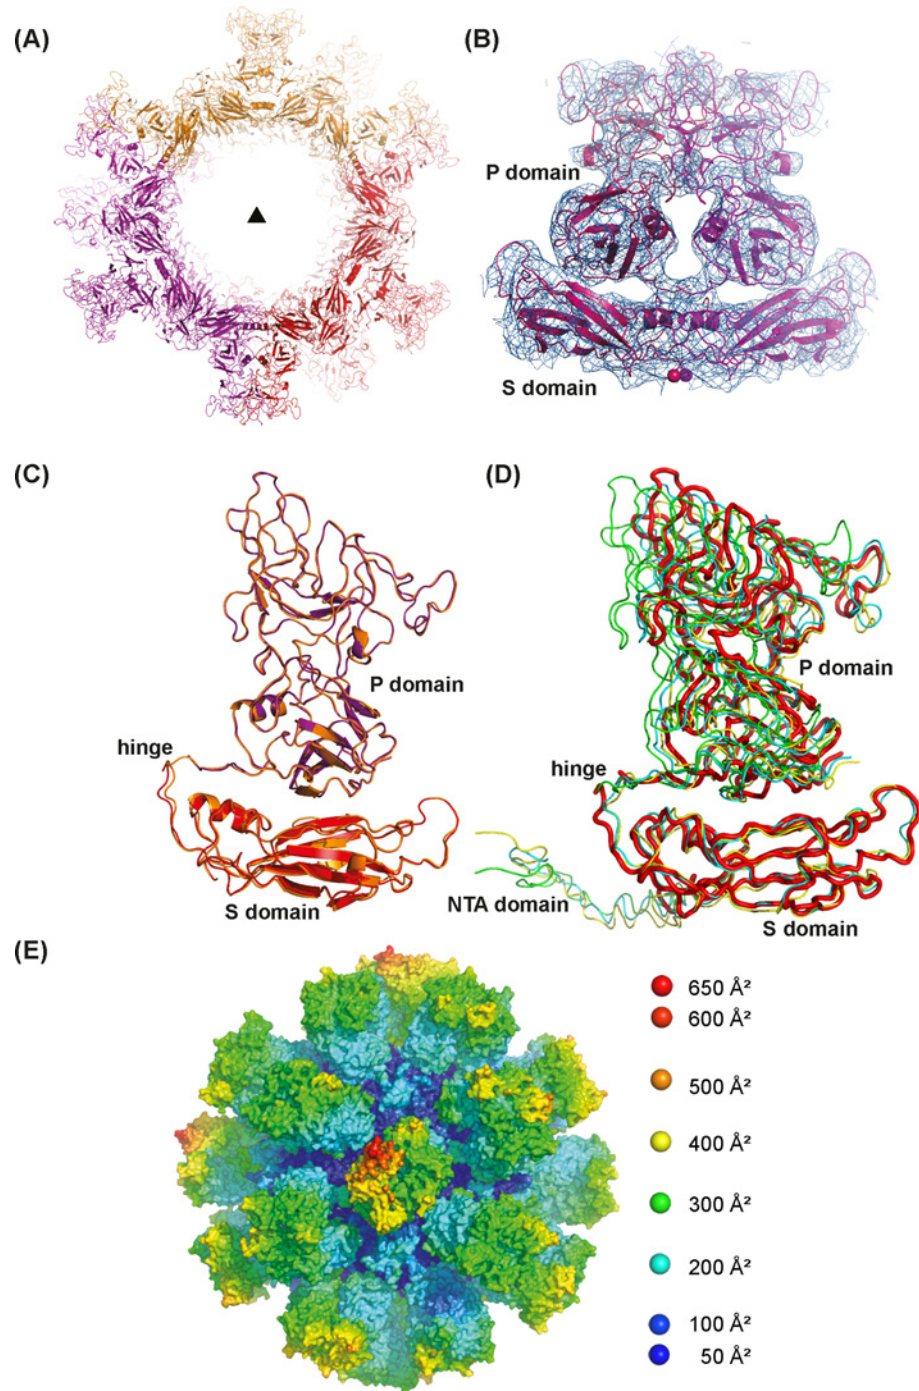 (A)
(B)
P domain
S domain
(C)
P domain
hinge
S domain
(D)
P domain
hinge
NTA domain
S domain
(E)
650 Å²
600 Å²
500 Å²
400 Å²
300 Å²
200 Å²
100 Å²
50 Å²